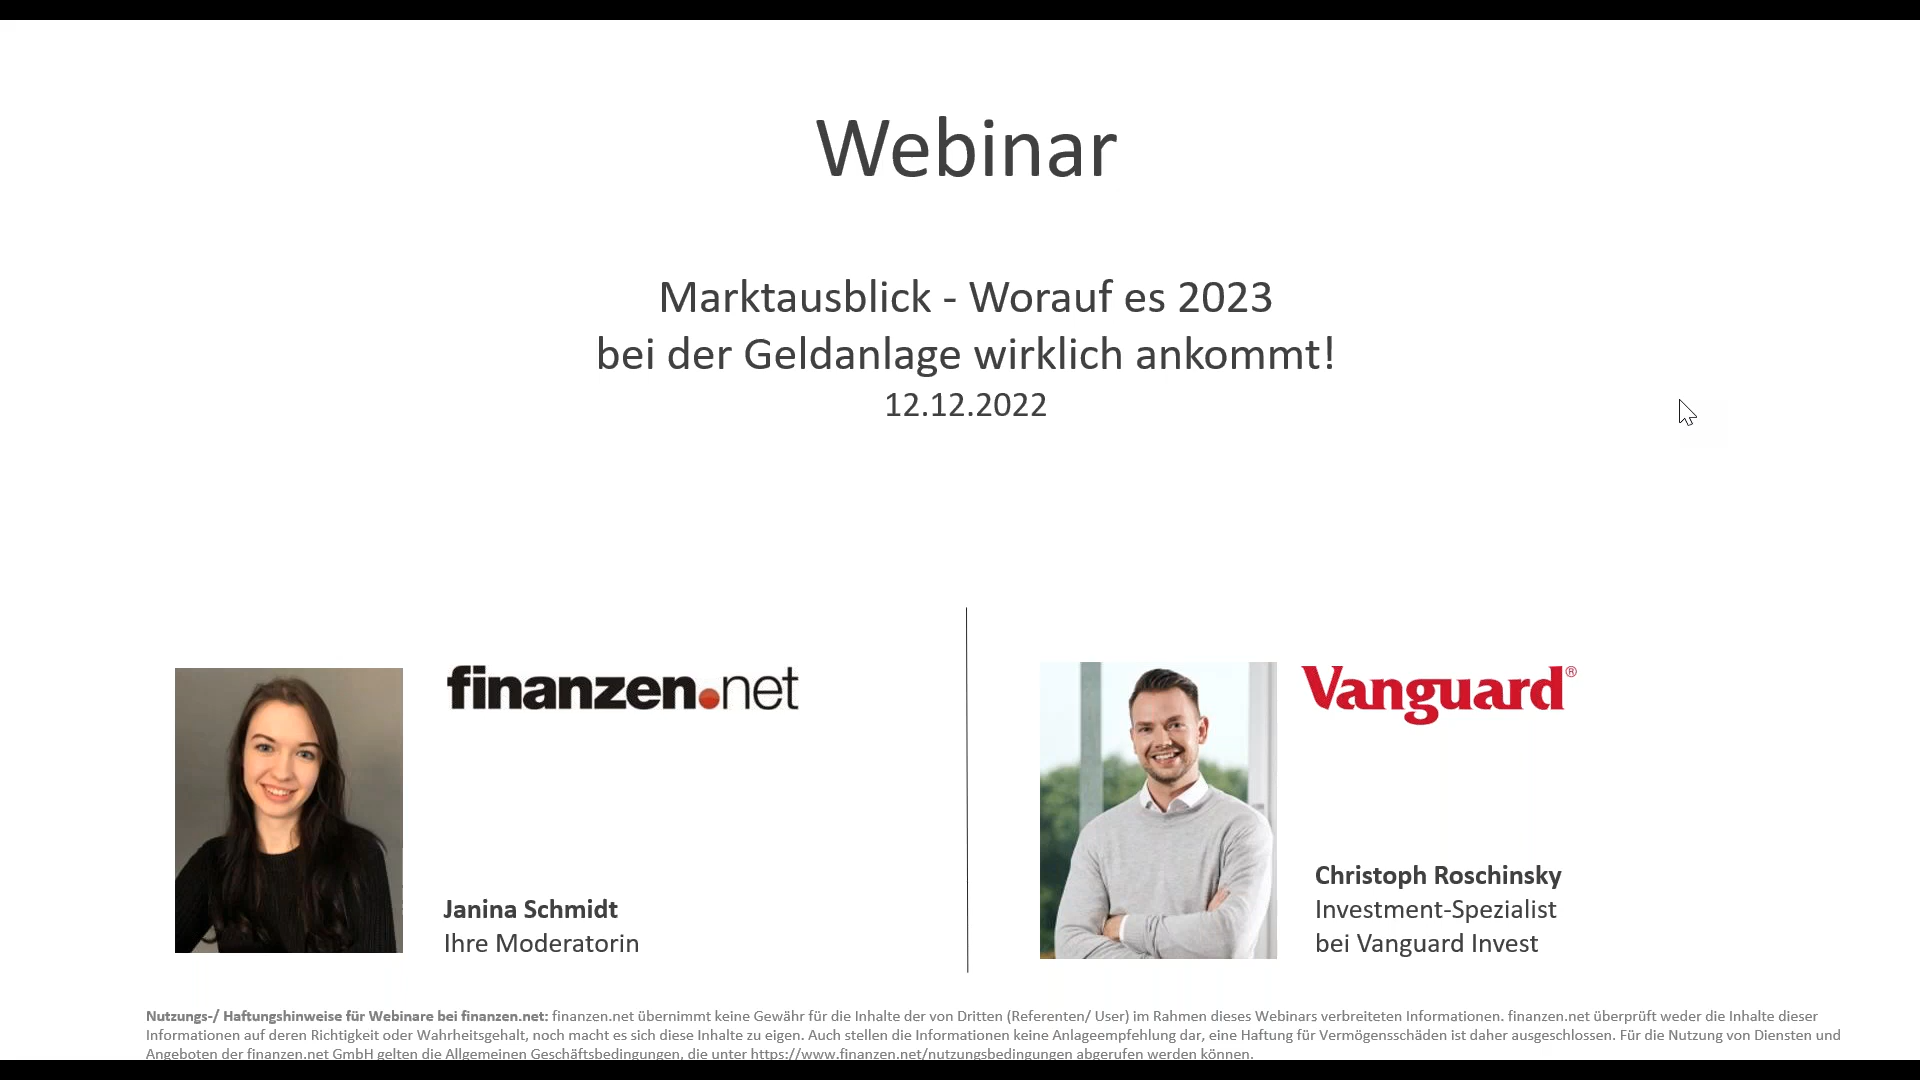 Webinar
Marktausblick - Worauf es 2023
bei der Geldanlage wirklich ankommt!
12.12.2022
finanzen.net
Janina Schmidt
Ihre Moderatorin
Vanguard®
Christoph Roschinsky
Investment-Spezialist
bei Vanguard Invest
Nutzungs-/ Haftungshinweise für Webinare bei finanzen.net: finanzen.net übernimmt keine Gewähr für die Inhalte der von Dritten (Referenten/ User) im Rahmen dieses Webinars verbreiteten Informationen. finanzen.net überprüft weder die Inhalte dieser
Informationen auf deren Richtigkeit oder Wahrheitsgehalt, noch macht es sich diese Inhalte zu eigen. Auch stellen die Informationen keine Anlageempfehlung dar, eine Haftung für Vermögensschäden ist daher ausgeschlossen. Für die Nutzung von Diensten und
Angeboten der finanzen.net GmbH gelten die Allgemeinen Geschäftsbedingungen, die unter https://www.finanzen.net/nutzungsbedingungen abgerufen werden können.